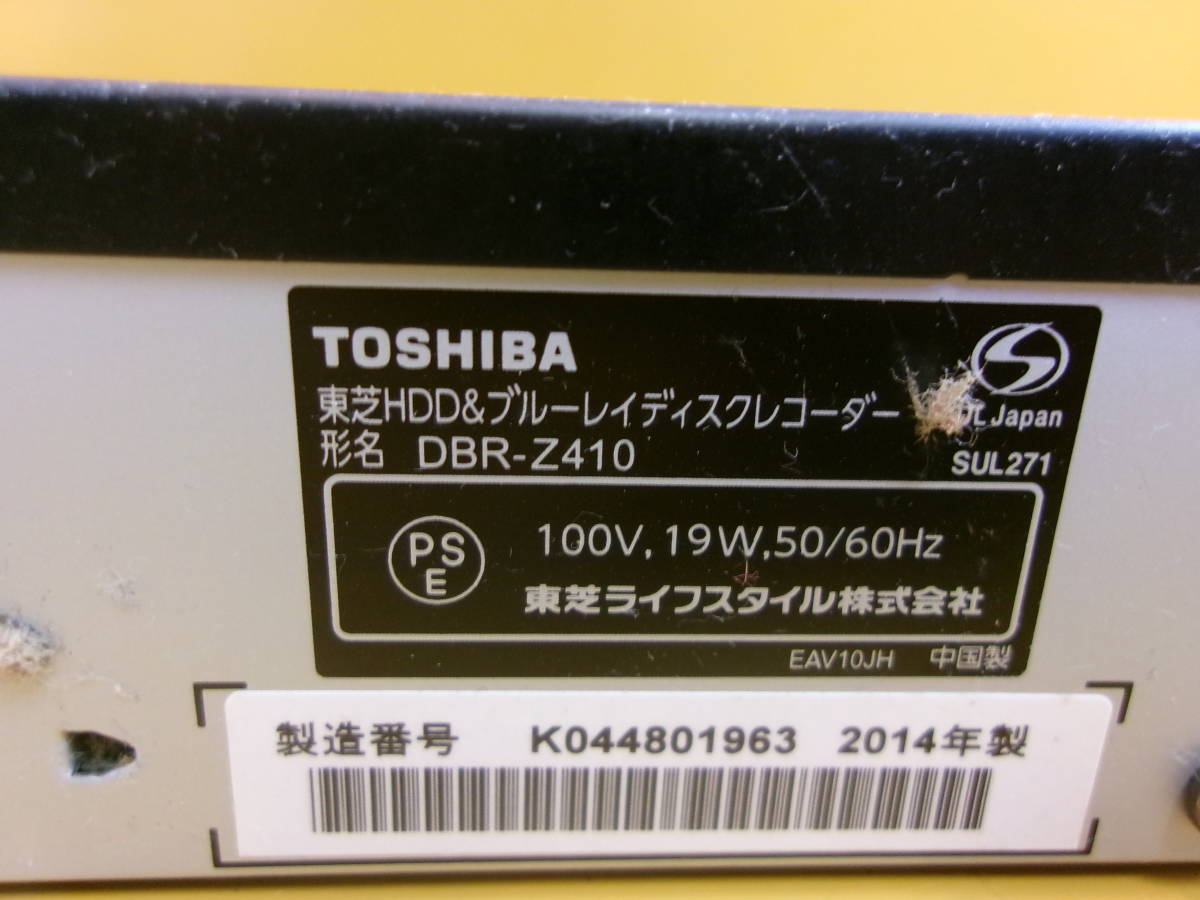 TOSHIBA
東芝HDD&ブルーレイディスクレコーダー
形名 DBR-Z410
Japan
SUL271
PS
E
100V, 19W, 50/60Hz
東芝ライフスタイル株式会社
EAV10JH 中国製
製造番号 K044801963 2014年製